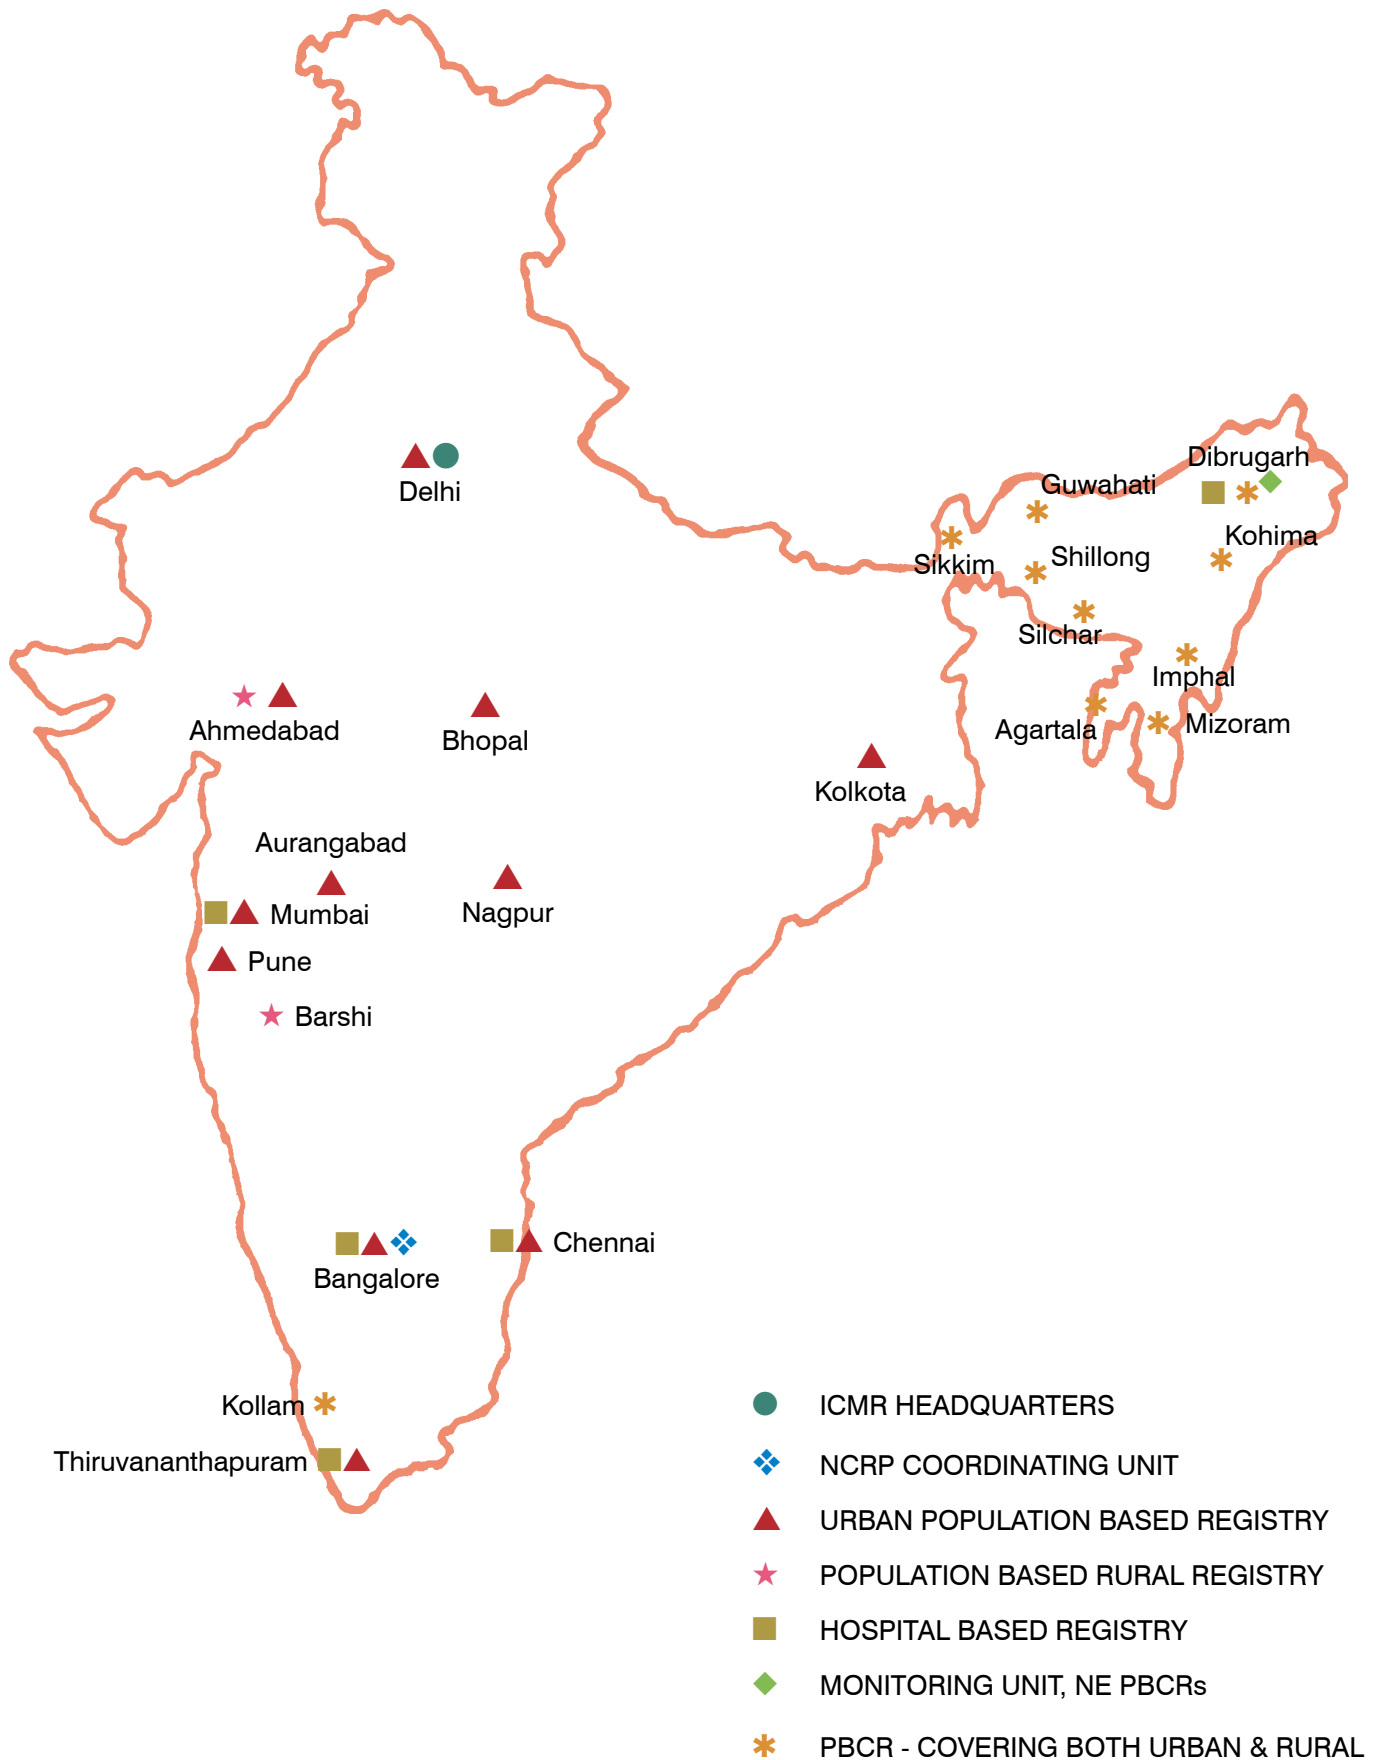 Delhi
Dibrugarh
Guwahati
Kohima
Sikkim
Shillong
Silchar
Imphal
Agartala
Mizoram
Ahmedabad
Bhopal
Kolkota
Aurangabad
Mumbai
Nagpur
Pune
Barshi
Bangalore
Chennai
Kollam
Thiruvananthapuram
ICMR HEADQUARTERS
NCRP COORDINATING UNIT
URBAN POPULATION BASED REGISTRY
POPULATION BASED RURAL REGISTRY
HOSPITAL BASED REGISTRY
MONITORING UNIT, NE PBCRs
PBCR - COVERING BOTH URBAN & RURAL